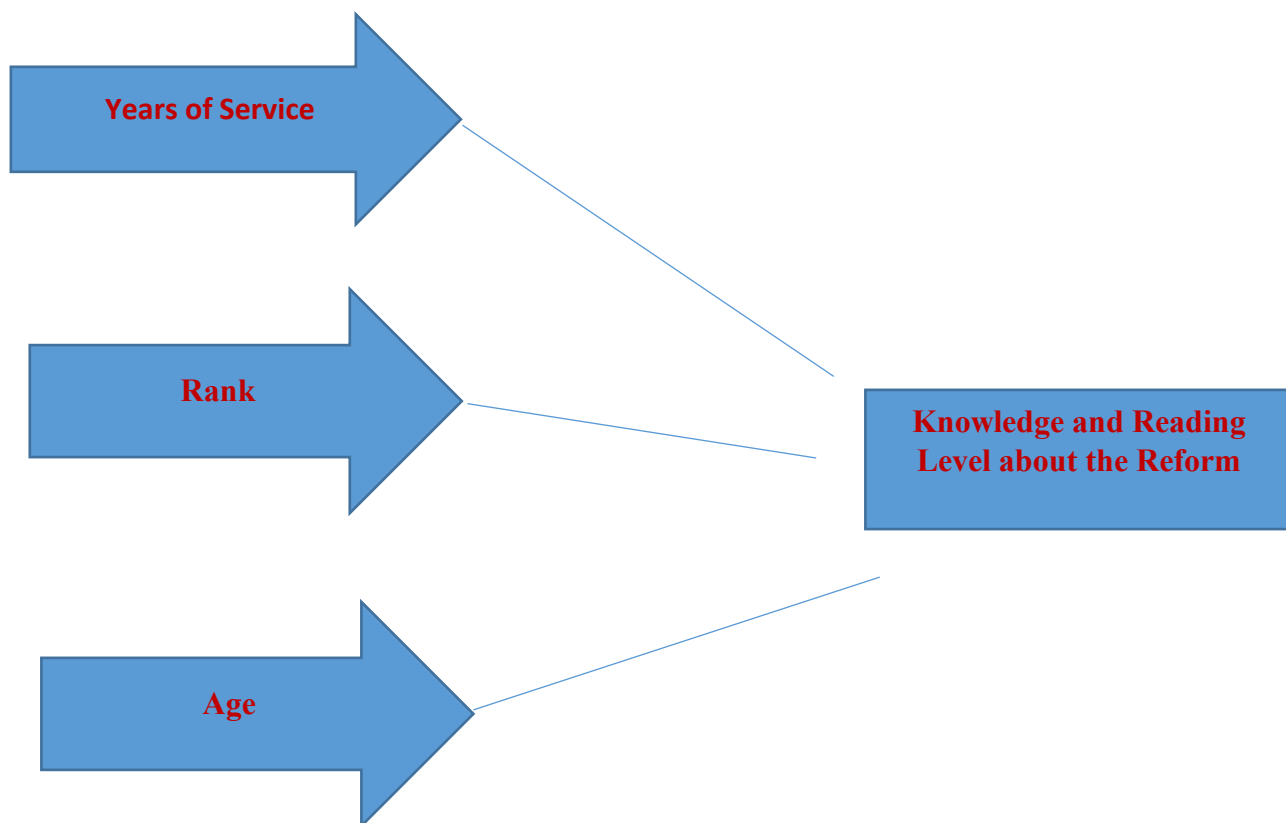 Years of Service
Rank
Knowledge and Reading
Level about the Reform
Age